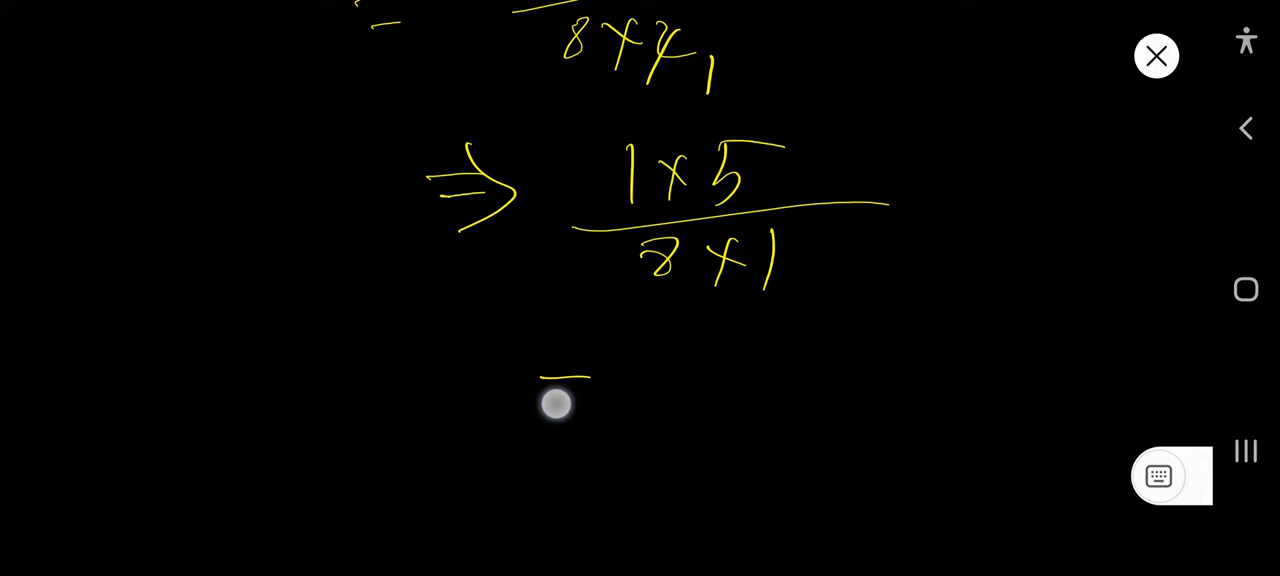 =
8 × 4 1
⇒ 1 × 5
8 × 1